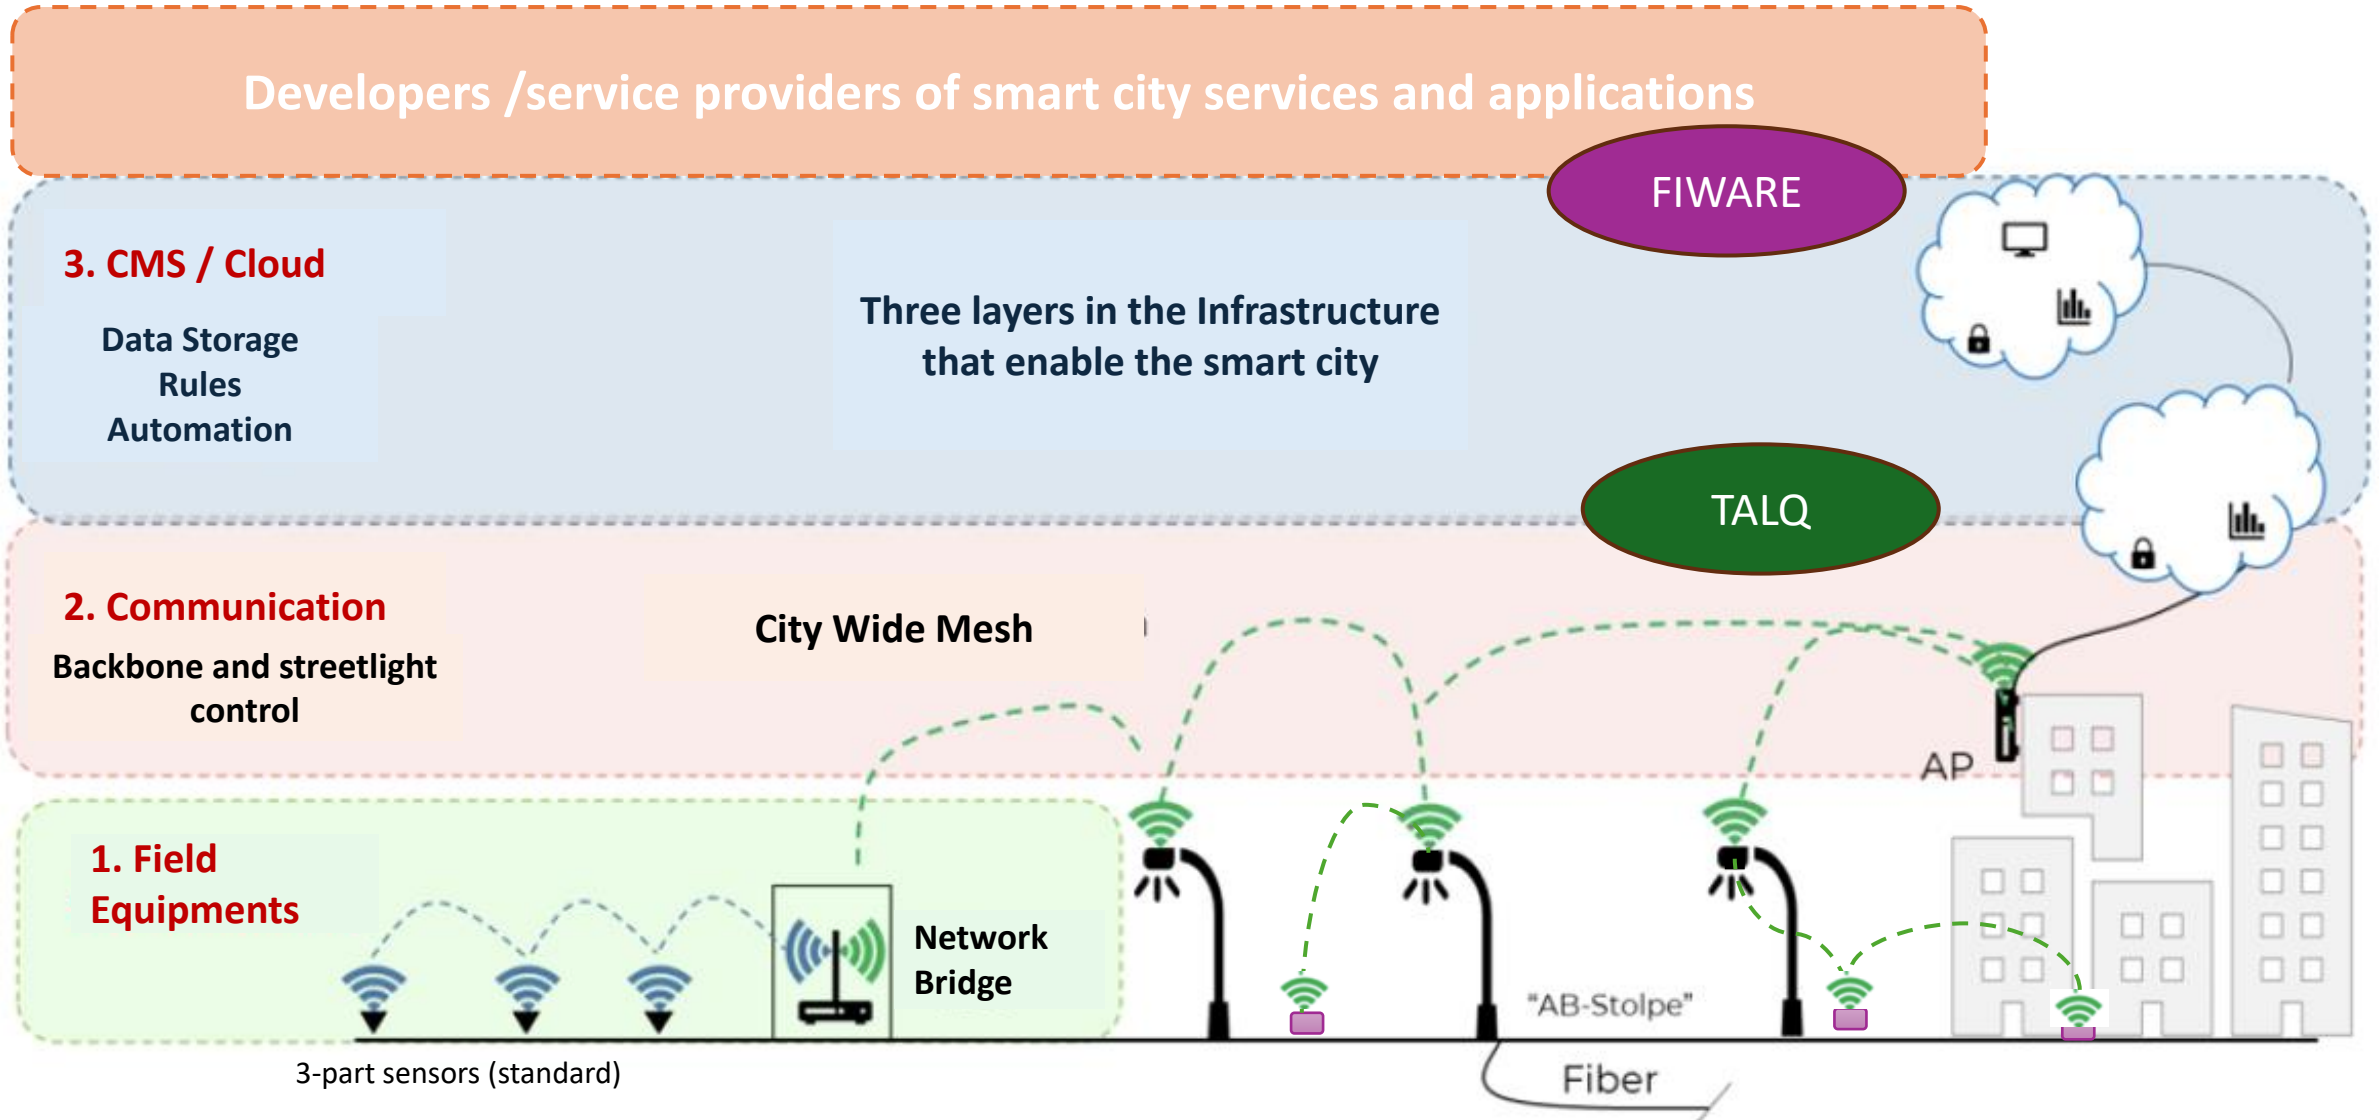 Developers /service providers of smart city services and applications
FIWARE
3. CMS / Cloud
Data Storage
Rules
Automation
Three layers in the Infrastructure
that enable the smart city
TALQ
2. Communication
Backbone and streetlight
control
City Wide Mesh
AP
1. Field
Equipments
Network
Bridge
"AB-Stolpe"
3-part sensors (standard)
Fiber